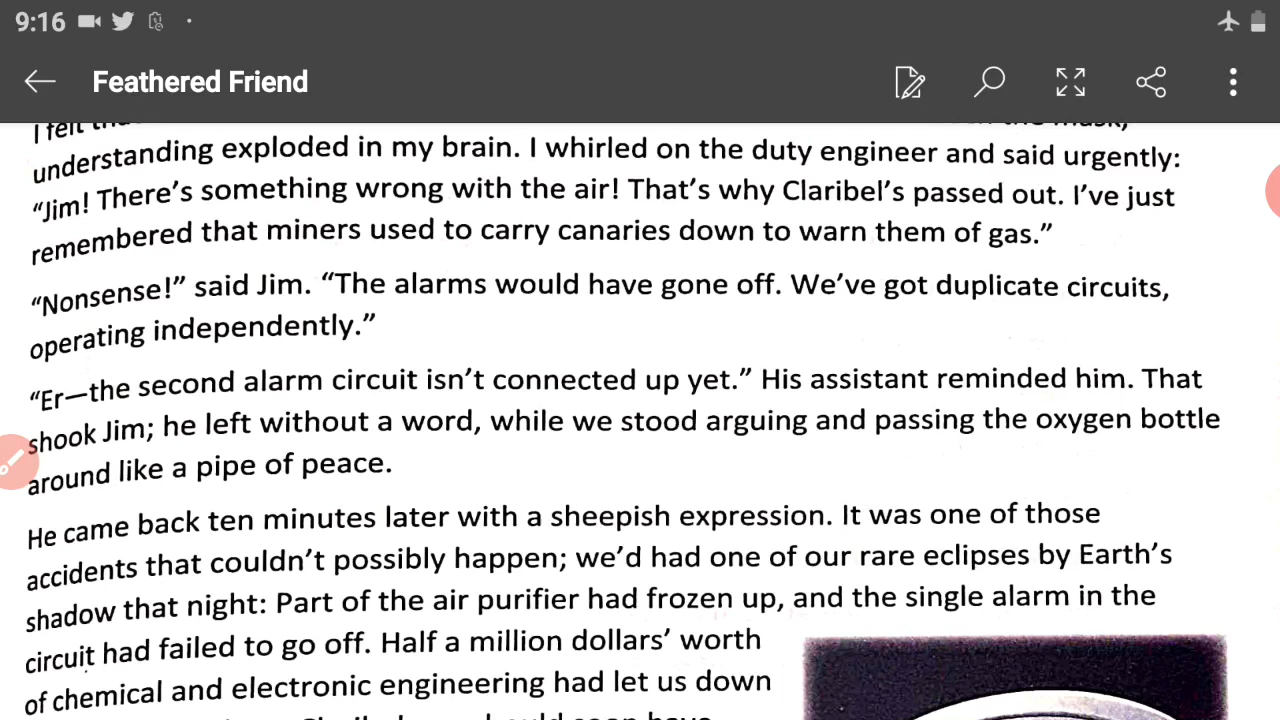 9:16
Feathered Friend
I felt
understanding exploded in my brain. I whirled on the duty engineer and said urgently:
“Jim! There’s something wrong with the air! That’s why Claribel’s passed out. I’ve just
remembered that miners used to carry canaries down to warn them of gas.”
“Nonsense!” said Jim. “The alarms would have gone off. We’ve got duplicate circuits,
operating independently.”
“Er—the second alarm circuit isn’t connected up yet.” His assistant reminded him. That
shook Jim; he left without a word, while we stood arguing and passing the oxygen bottle
around like a pipe of peace.
He came back ten minutes later with a sheepish expression. It was one of those
accidents that couldn’t possibly happen; we’d had one of our rare eclipses by Earth’s
shadow that night: Part of the air purifier had frozen up, and the single alarm in the
circuit had failed to go off. Half a million dollars’ worth
of chemical and electronic engineering had let us down